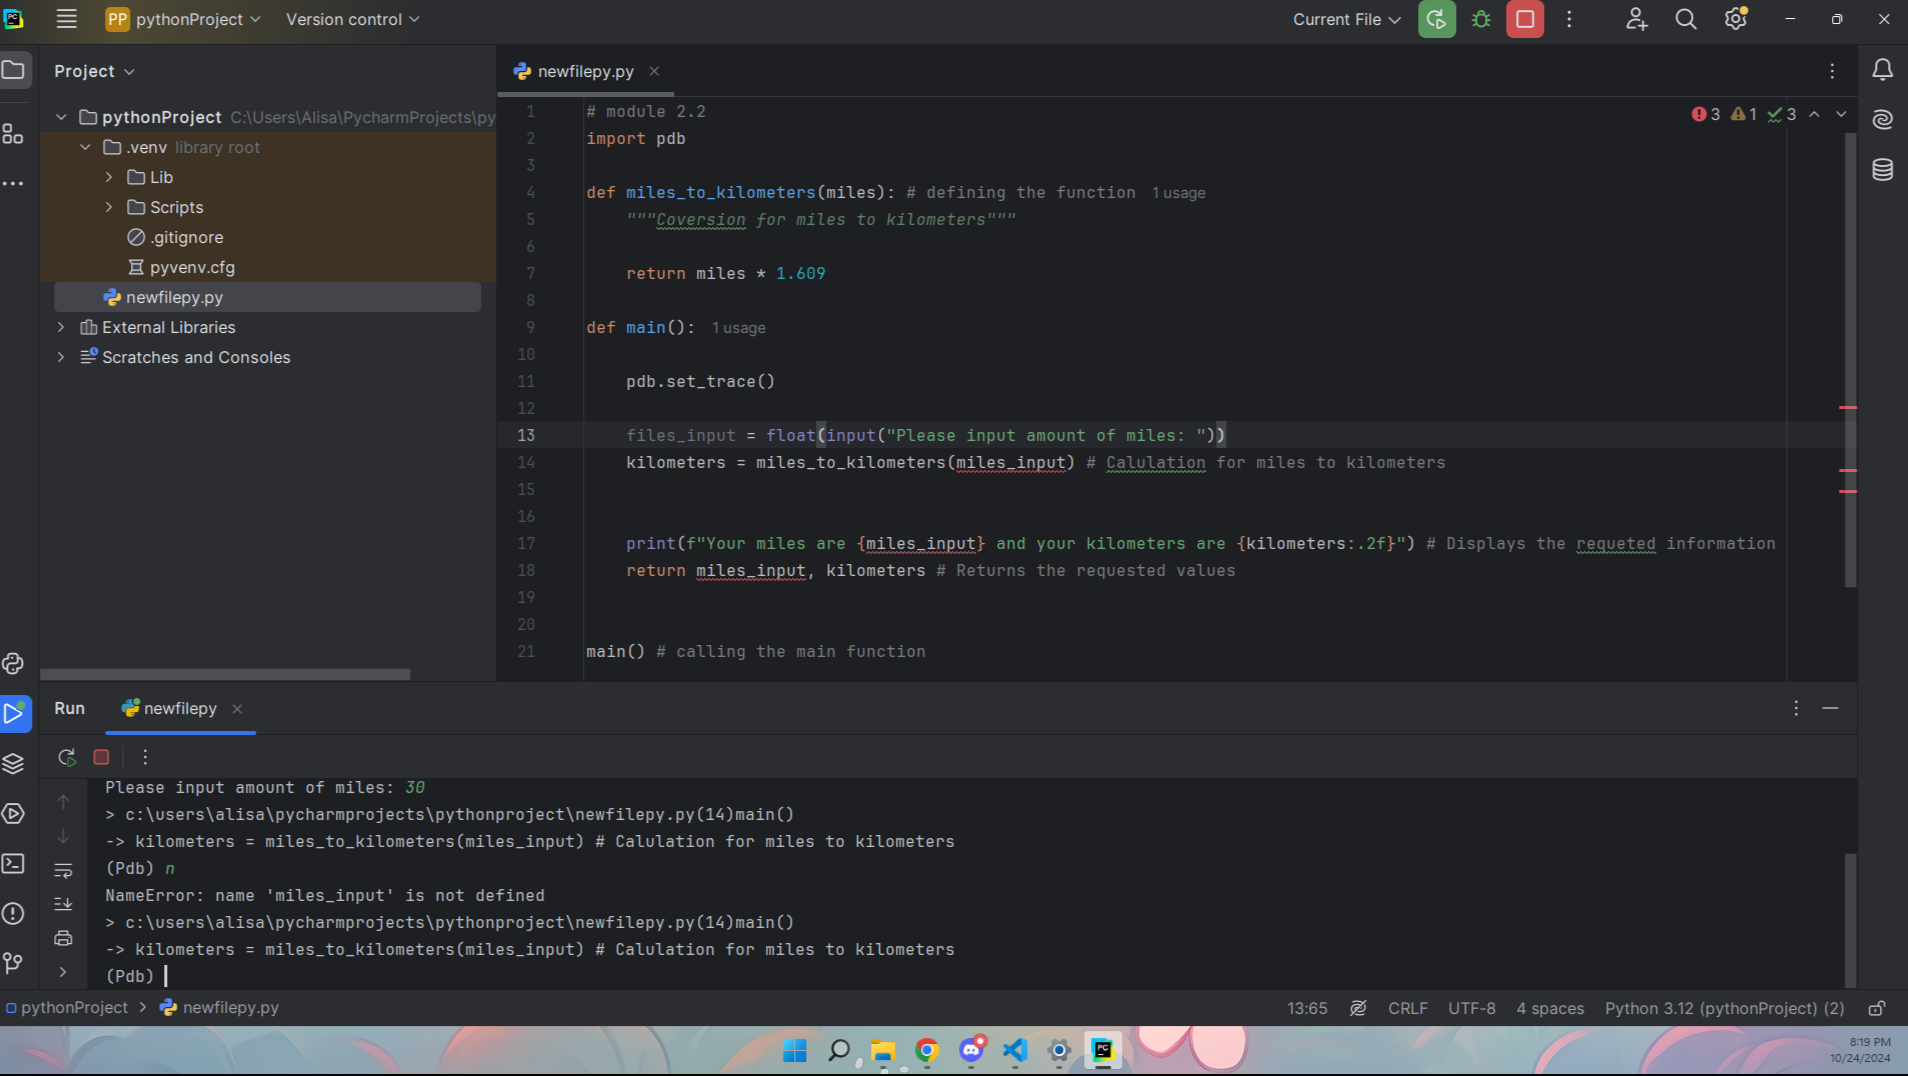 PP pythonProject Version control Current File
Project
newfilepy.py
pythonProject C:\Users\Alisa\PycharmProjects\py
.venv library root
Lib
Scripts
.gitignore
pyvenv.cfg
newfilepy.py
External Libraries
Scratches and Consoles
3 1 3
1 # module 2.2
2 import pdb
3
4 def miles_to_kilometers(miles): # defining the function 1 usage
5 """Coversion for miles to kilometers"""
6
7 return miles * 1.609
8
9 def main(): 1 usage
10
11 pdb.set_trace()
12
13 files_input = float(input("Please input amount of miles: "))
14 kilometers = miles_to_kilometers(miles_input) # Calulation for miles to kilometers
15
16
17 print(f"Your miles are {miles_input} and your kilometers are {kilometers:.2f}") # Displays the requeted information
18 return miles_input, kilometers # Returns the requested values
19
20
21 main() # calling the main function
Run newfilepy
Please input amount of miles: 30
> c:\users\alisa\pycharmprojects\pythonproject\newfilepy.py(14)main()
-> kilometers = miles_to_kilometers(miles_input) # Calulation for miles to kilometers
(Pdb) n
NameError: name 'miles_input' is not defined
> c:\users\alisa\pycharmprojects\pythonproject\newfilepy.py(14)main()
-> kilometers = miles_to_kilometers(miles_input) # Calulation for miles to kilometers
(Pdb)
pythonProject > newfilepy.py 13:65 CRLF UTF-8 4 spaces Python 3.12 (pythonProject) (2)
8:19 PM
10/24/2024